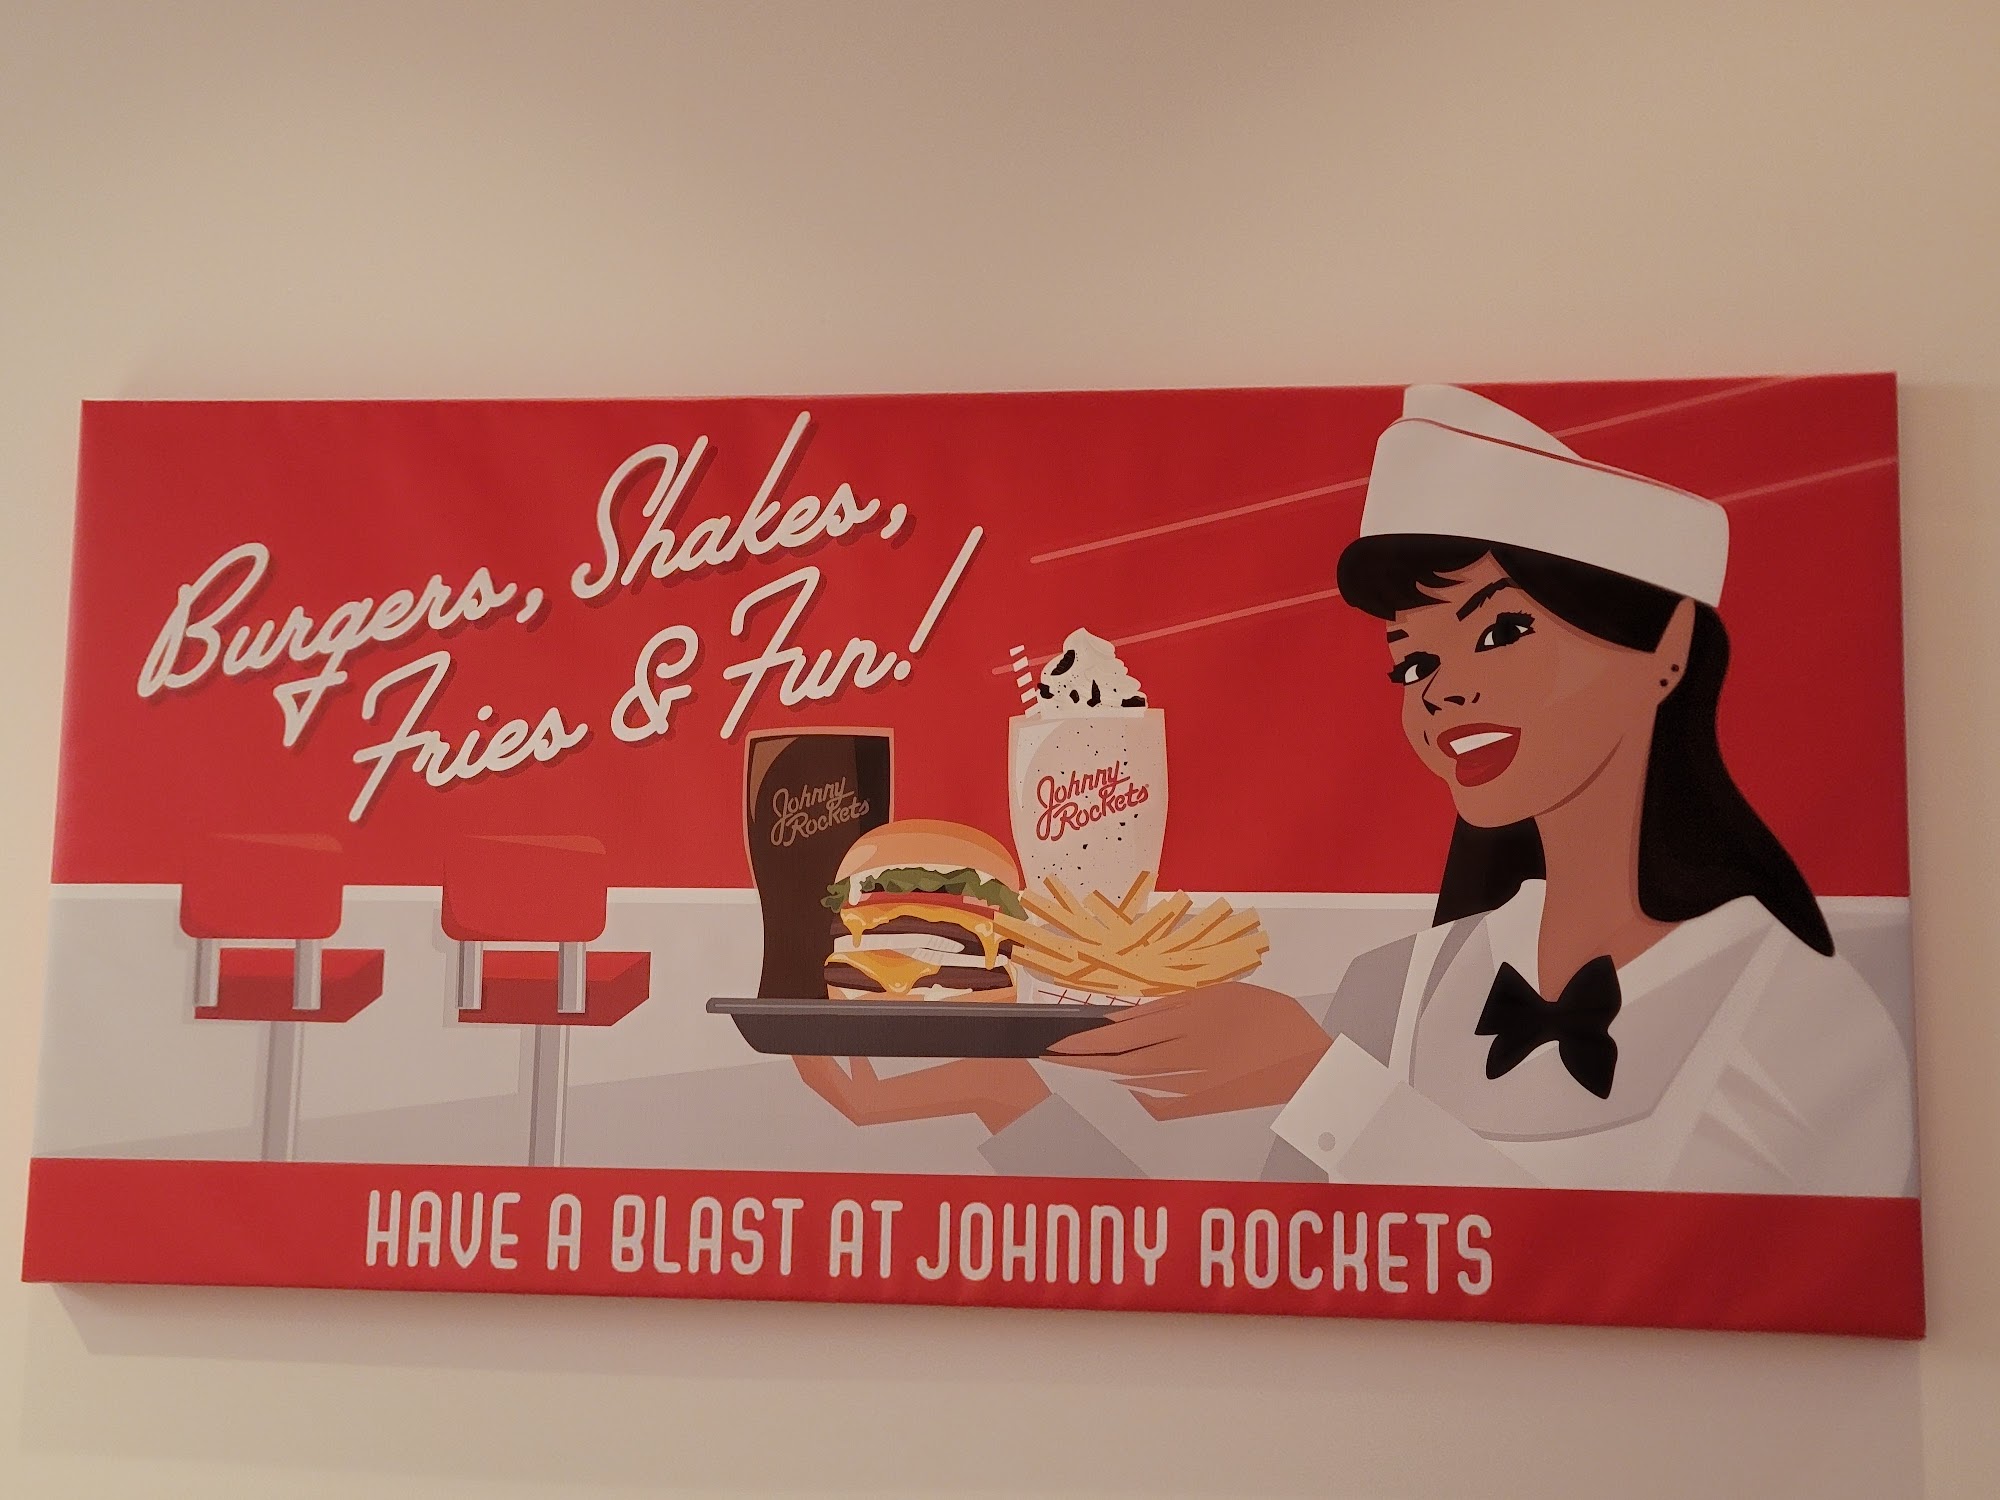 Burgers, Shakes,
Fries & Fun!
Johnny
Rockets
Johnny
Rockets
HAVE A BLAST AT JOHNNY ROCKETS